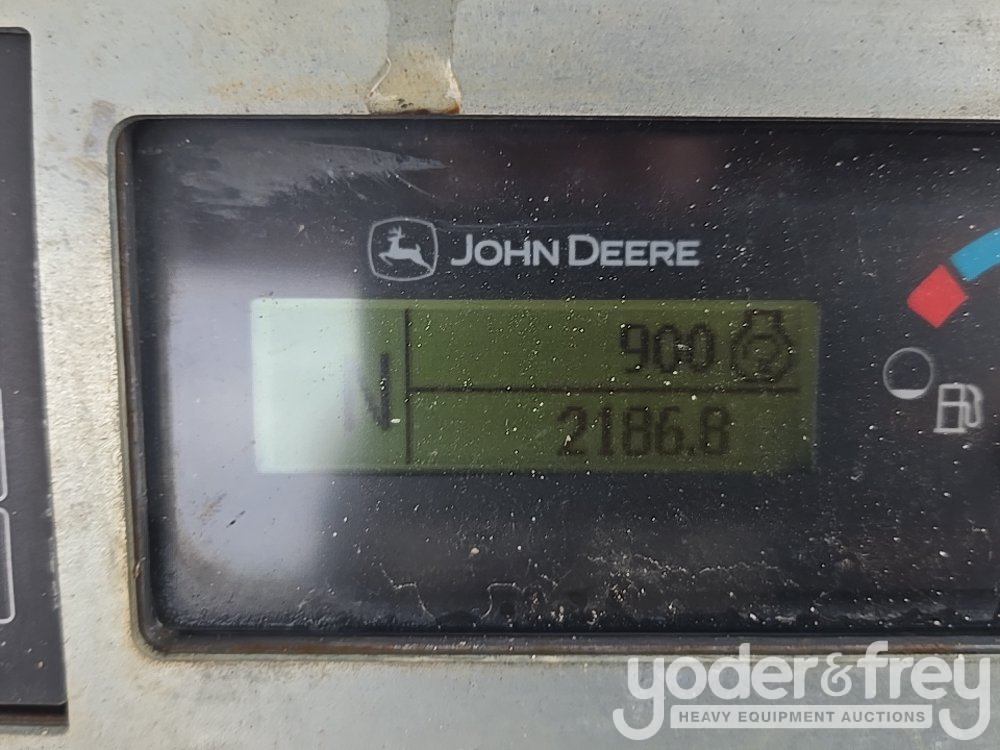 JOHN DEERE
N
900
2186.8
yoder&frey
HEAVY EQUIPMENT AUCTIONS